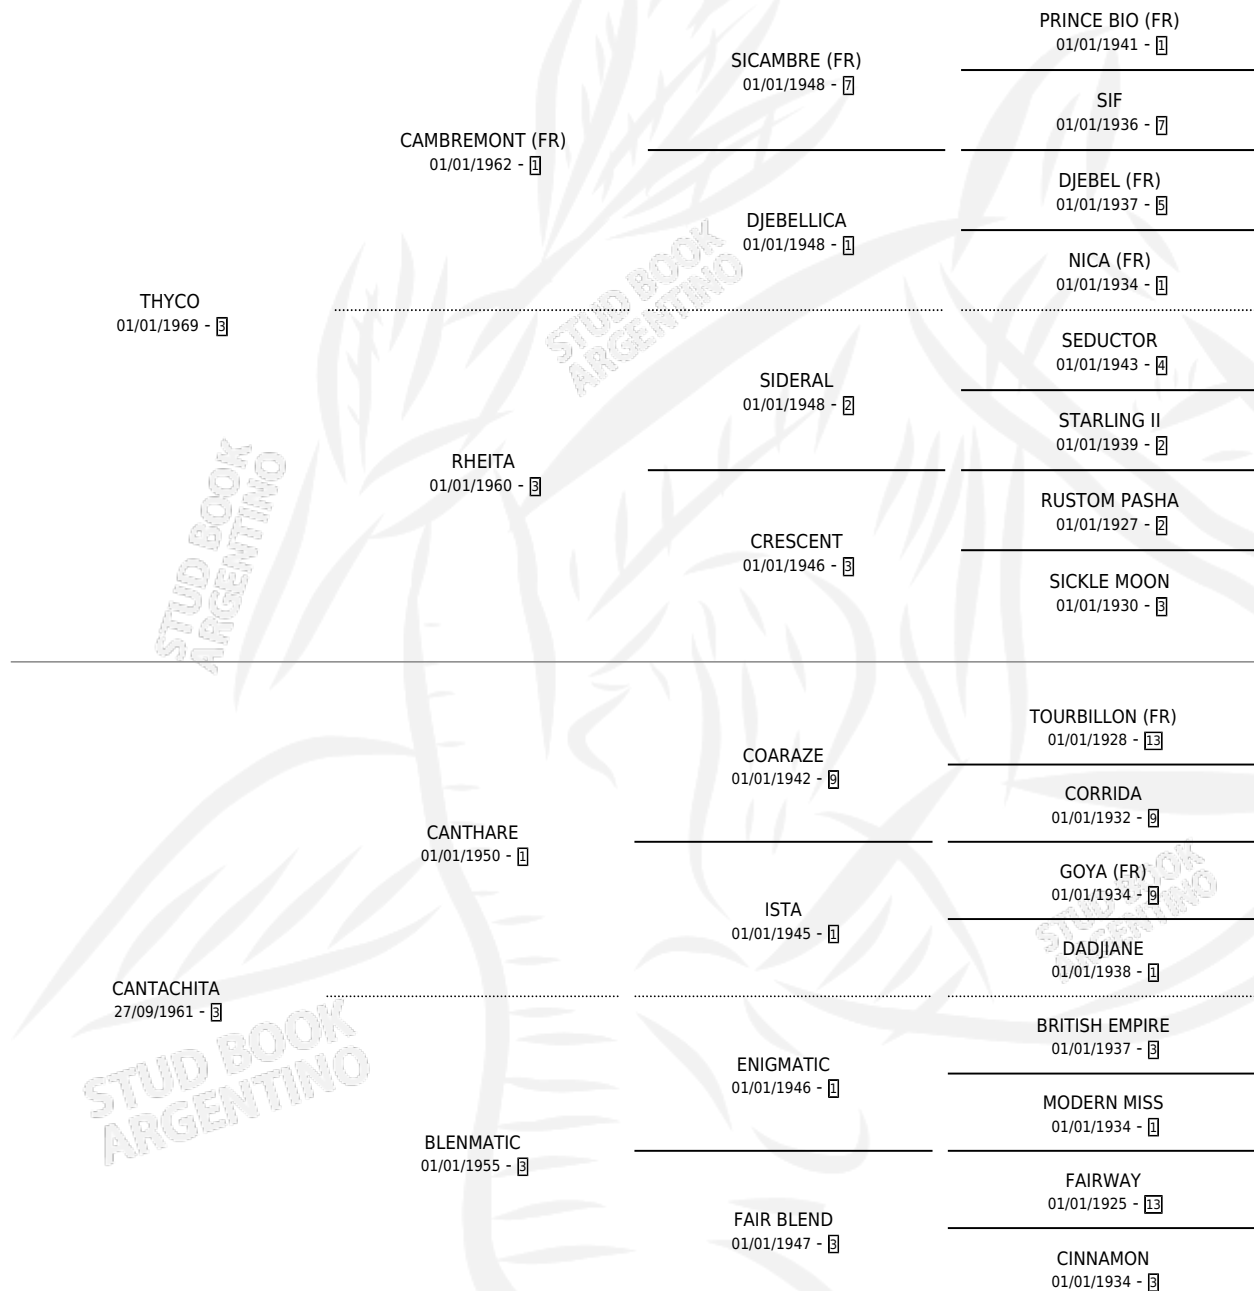 PRINCE BIO (FR)
01/01/1941 - 1
SICAMBRE (FR)
01/01/1948 - 7
SIF
01/01/1936 - 7
CAMBREMONT (FR)
01/01/1962 - 1
DJEBEL (FR)
01/01/1937 - 5
DJEBELLICA
01/01/1948 - 1
NICA (FR)
01/01/1934 - 1
THYCO
01/01/1969 - 3
SEDUCTOR
01/01/1943 - 4
SIDERAL
01/01/1948 - 2
STARLING II
01/01/1939 - 2
RHEITA
01/01/1960 - 3
RUSTOM PASHA
01/01/1927 - 2
CRESCENT
01/01/1946 - 3
SICKLE MOON
01/01/1930 - 3
TOURBILLON (FR)
01/01/1928 - 13
COARAZE
01/01/1942 - 9
CORRIDA
01/01/1932 - 9
CANTHARE
01/01/1950 - 1
GOYA (FR)
01/01/1934 - 9
ISTA
01/01/1945 - 1
DADJIANE
01/01/1938 - 1
CANTACHITA
27/09/1961 - 3
BRITISH EMPIRE
01/01/1937 - 3
ENIGMATIC
01/01/1946 - 1
MODERN MISS
01/01/1934 - 1
BLENMATIC
01/01/1955 - 3
FAIRWAY
01/01/1925 - 13
FAIR BLEND
01/01/1947 - 3
CINNAMON
01/01/1934 - 3
STUD BOOK
ARGENTINO
STUD BOOK
ARGENTINO
STUD BOOK
ARGENTINO
STUD BOOK
ARGENTINO